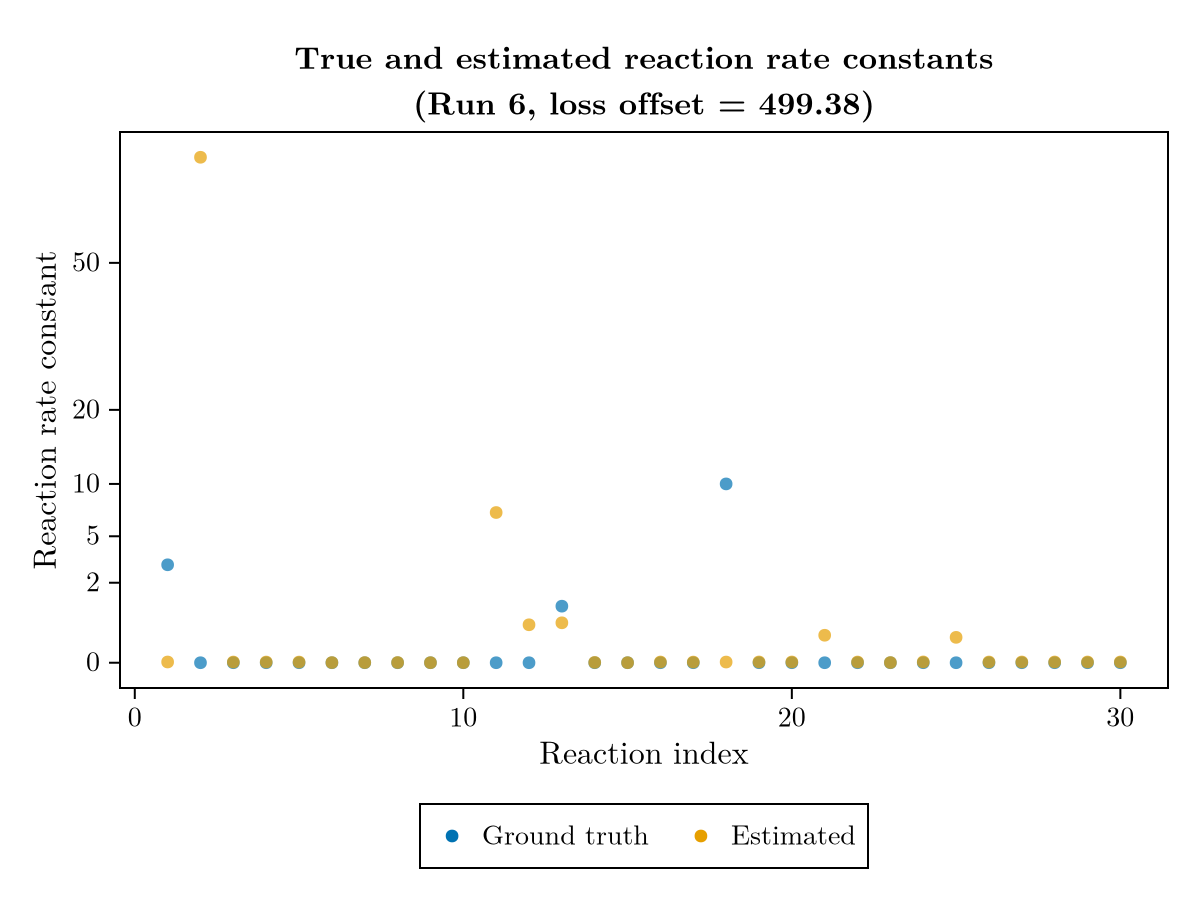 True and estimated reaction rate constants
(Run 6, loss offset = 499.38)
Reaction rate constant
50
20
10
5
2
0
0 10 20 30
Reaction index
Ground truth Estimated